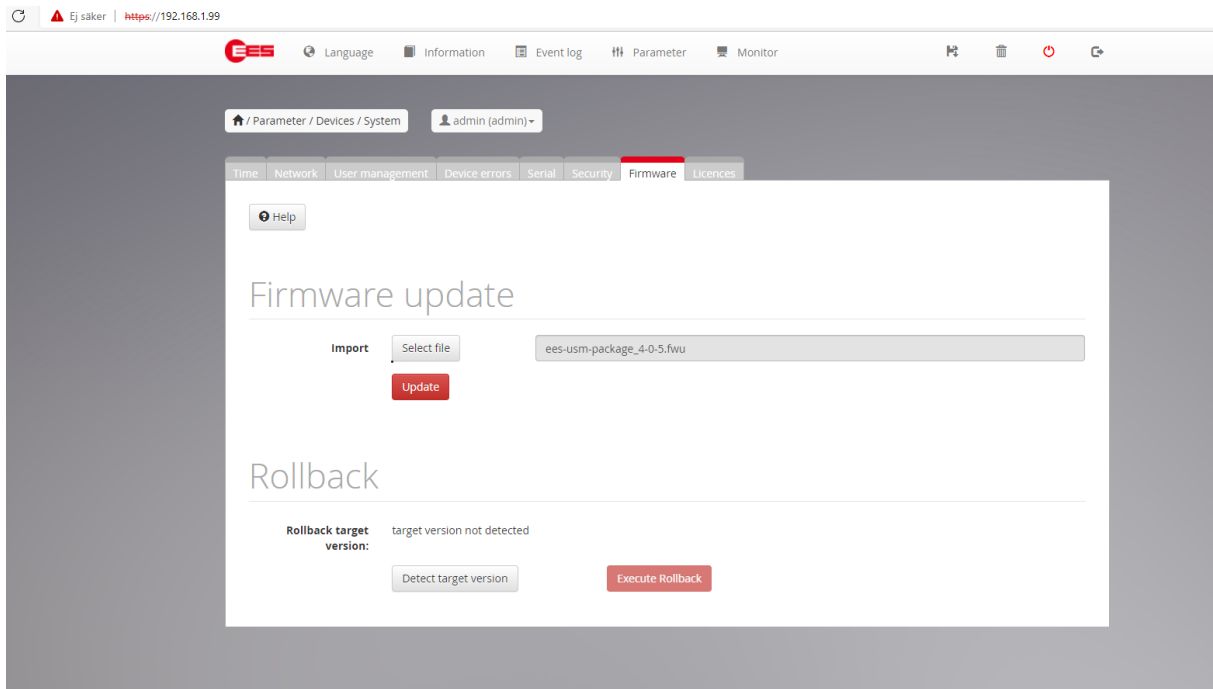 Ej säker | https://192.168.1.99
EES Language Information Event log Parameter Monitor
/ Parameter / Devices / System admin (admin)
Time Network User management Device errors Serial Security Firmware Licences
Help
Firmware update
Import Select file ees-usm-package_4-0-5.fwu
Update
Rollback
Rollback target target version not detected
version:
Detect target version Execute Rollback